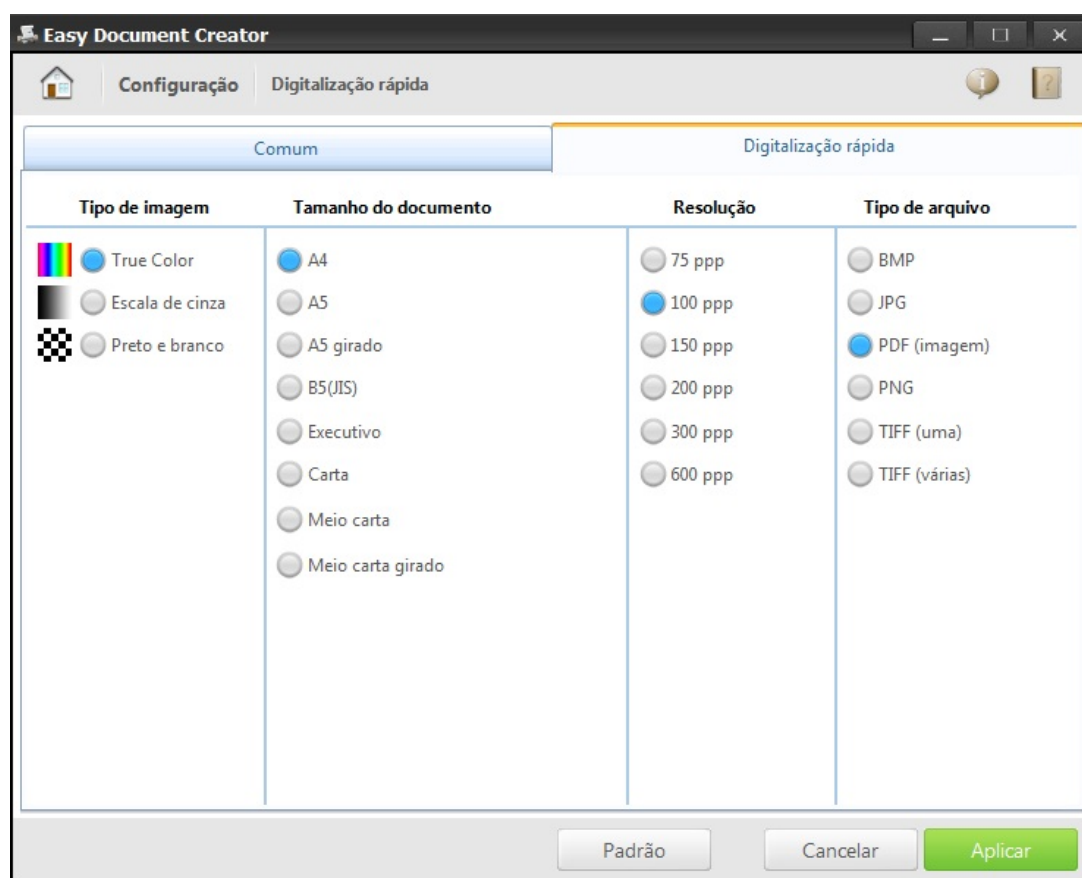 Easy Document Creator
Configuração Digitalização rápida
Comum Digitalização rápida
Tipo de imagem Tamanho do documento Resolução Tipo de arquivo
True Color A4 75 ppp BMP
Escala de cinza A5 100 ppp JPG
Preto e branco A5 girado 150 ppp PDF (imagem)
B5(JIS) 200 ppp PNG
Executivo 300 ppp TIFF (uma)
Carta 600 ppp TIFF (várias)
Meio carta
Meio carta girado
Padrão Cancelar Aplicar